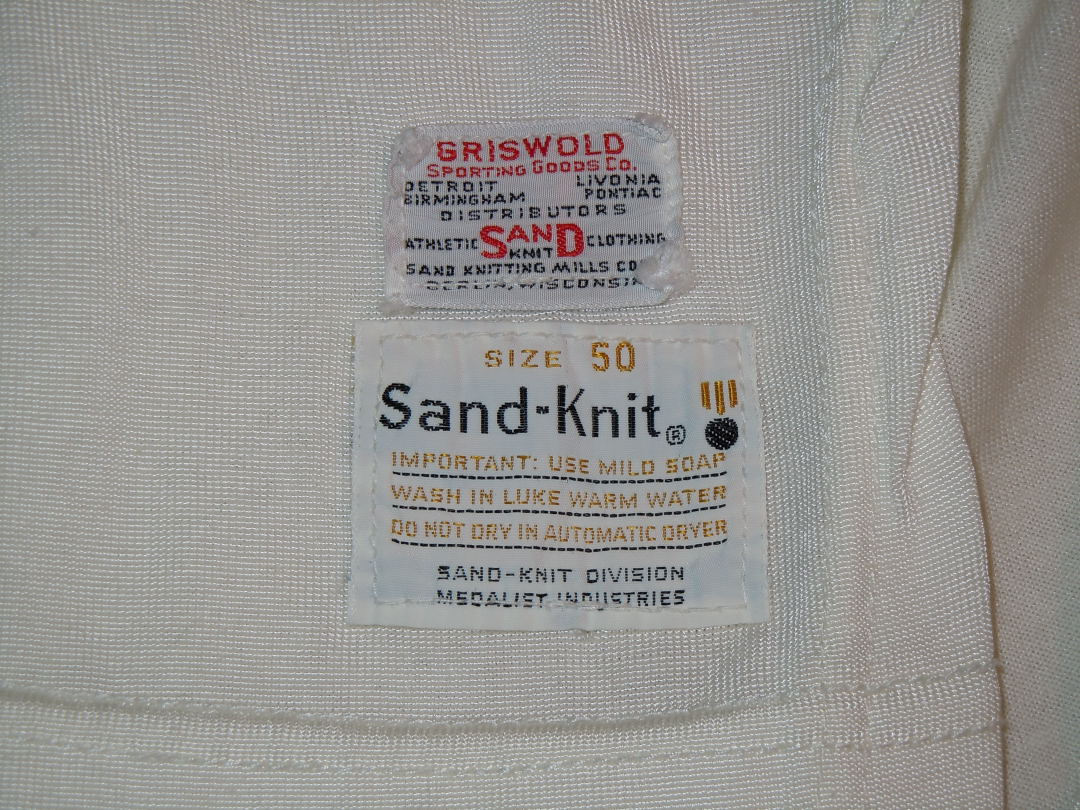 GRISWOLD
SPORTING GOODS CO.
DETROIT LIVONIA
BIRMINGHAM PONTIAC
DISTRIBUTORS
ATHLETIC SAND KNIT CLOTHING
SAND KNITTING MILLS CO
BERLIN, WISCONSIN
SIZE 50
Sand-Knit®
IMPORTANT: USE MILD SOAP
WASH IN LUKE WARM WATER
DO NOT DRY IN AUTOMATIC DRYER
SAND-KNIT DIVISION
MEDALIST INDUSTRIES